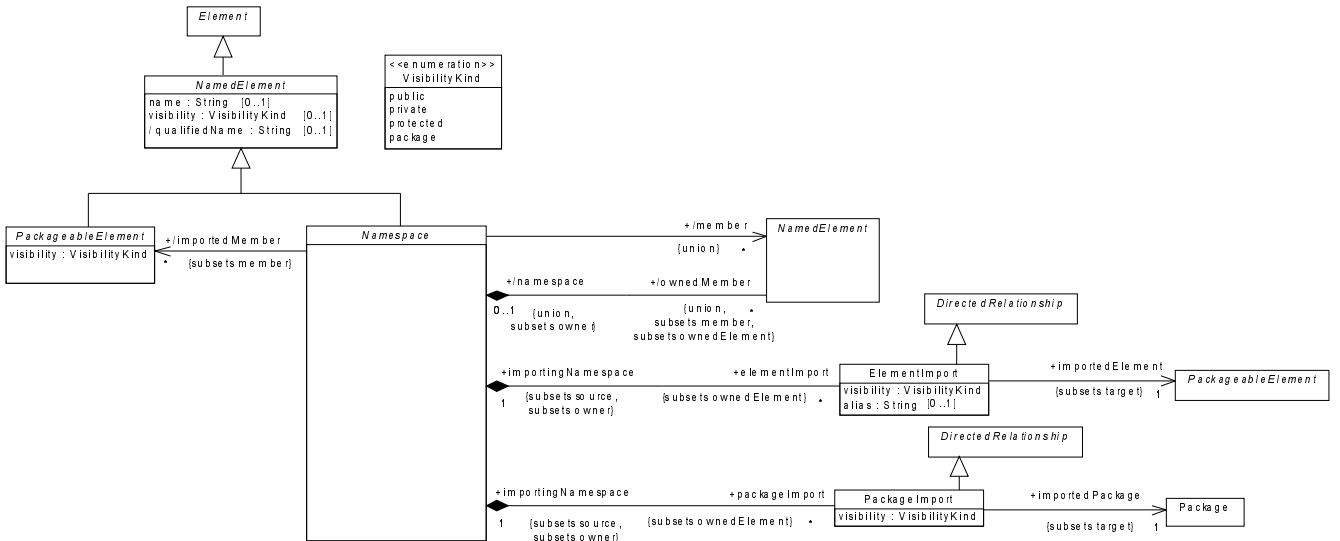 Element
NamedElement
name : String [0..1]
visibility : VisibilityKind [0..1]
/ qualifiedName : String [0..1]
<<enumeration>>
VisibilityKind
public
private
protected
package
PackageableElement
visibility : VisibilityKind
+/importedMember
*
{subsets member}
Namespace
+/member
{union}
*
NamedElement
+/namespace
0..1
{union,
subsets owner}
+/ownedMember
{union,
*
subsets member,
subsets ownedElement}
DirectedRelationship
+importingNamespace
1
{subsets source,
subsets owner}
+elementImport
{subsets ownedElement}
*
ElementImport
visibility : VisibilityKind
alias : String [0..1]
+importedElement
{subsets target}
1
PackageableElement
DirectedRelationship
+importingNamespace
1
{subsets source,
subsets owner}
+packageImport
{subsets ownedElement}
*
PackageImport
visibility : VisibilityKind
+importedPackage
{subsets target}
1
Package